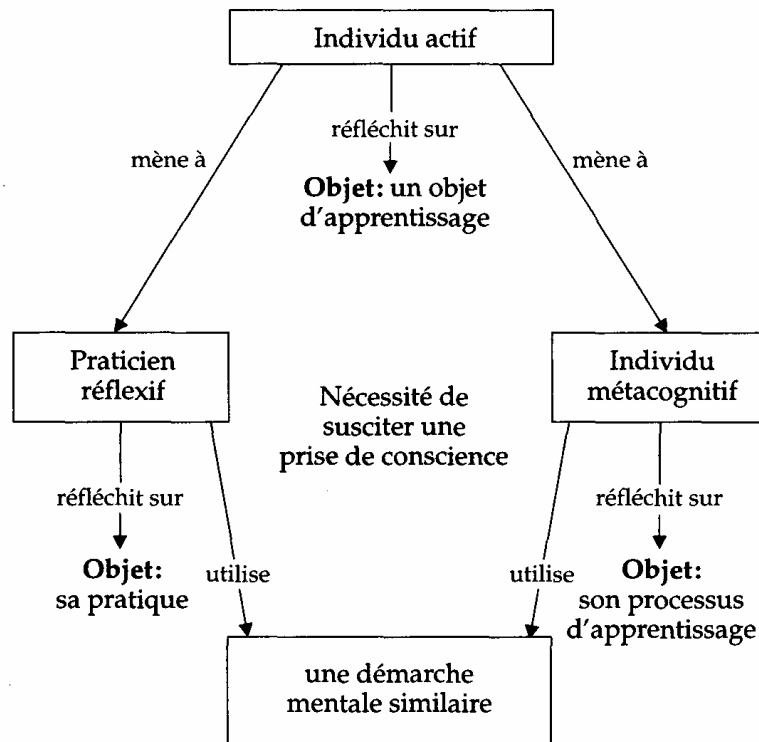 Individu actif
réfléchit sur
mène à
mène à
Objet: un objet
d'apprentissage
Praticien
réflexif
Individu
métacognitif
Nécessité de
susciter une
prise de conscience
réfléchit sur
réfléchit sur
Objet:
sa pratique
utilise
utilise
Objet:
son processus
d'apprentissage
une démarche
mentale similaire